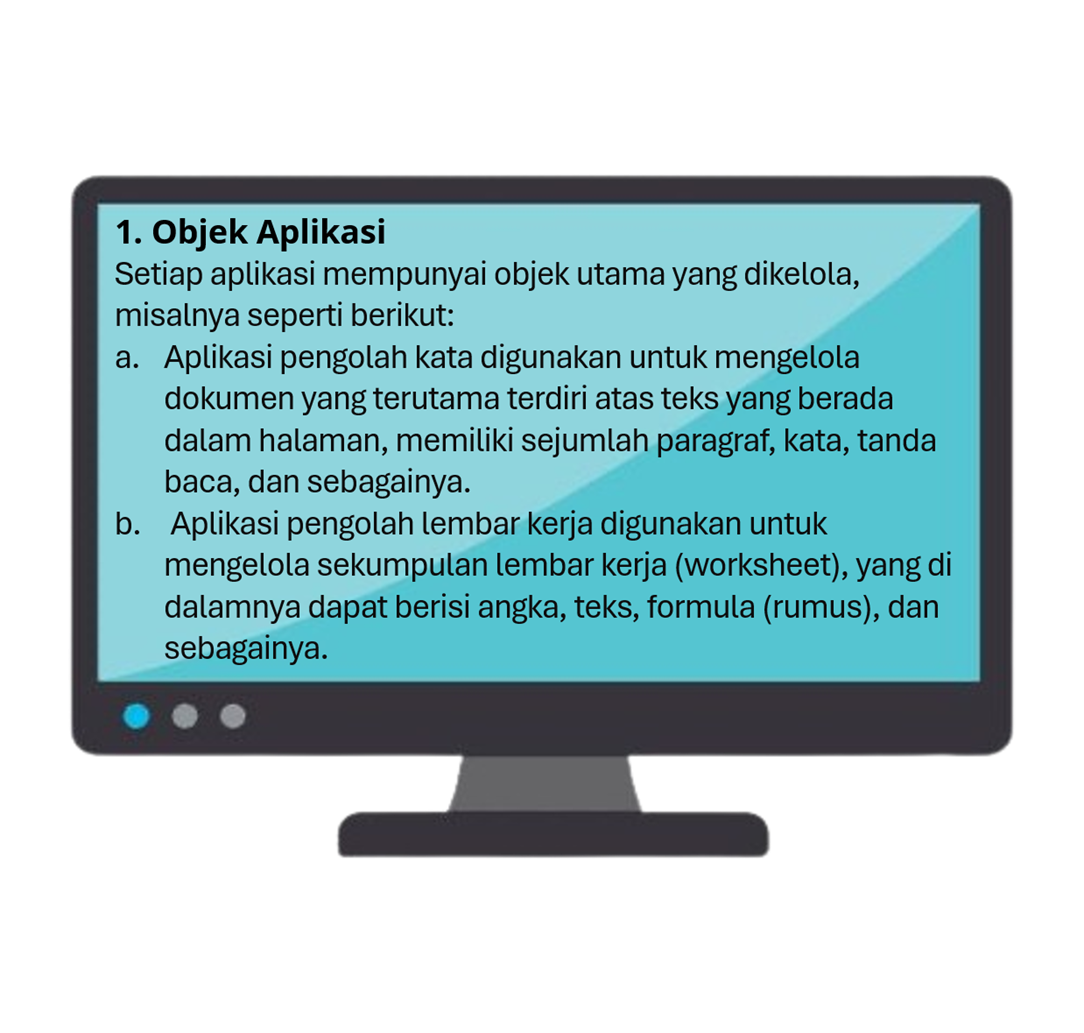 1. Objek Aplikasi
Setiap aplikasi mempunyai objek utama yang dikelola,
misalnya seperti berikut:
a. Aplikasi pengolah kata digunakan untuk mengelola
dokumen yang terutama terdiri atas teks yang berada
dalam halaman, memiliki sejumlah paragraf, kata, tanda
baca, dan sebagainya.
b. Aplikasi pengolah lembar kerja digunakan untuk
mengelola sekumpulan lembar kerja (worksheet), yang di
dalamnya dapat berisi angka, teks, formula (rumus), dan
sebagainya.